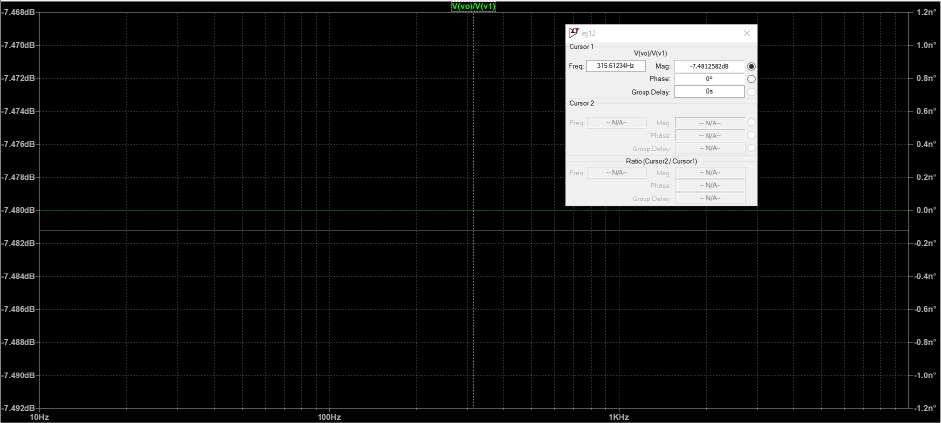 V(vo)/V(v1)
-7.468dB 1.2n°
-7.470dB 1.0n°
-7.472dB 0.8n°
-7.474dB 0.6n°
-7.476dB 0.4n°
-7.478dB 0.2n°
-7.480dB 0.0n°
-7.482dB -0.2n°
-7.484dB -0.4n°
-7.486dB -0.6n°
-7.488dB -0.8n°
-7.490dB -1.0n°
-7.492dB -1.2n°
10Hz 100Hz 1KHz
Cursor 1
V(vo)/V(v1)
Freq: 315.61234Hz Mag: -7.4812582dB
Phase: 0°
Group Delay: 0s
Cursor 2
Freq: -- N/A-- Mag: -- N/A--
Phase: -- N/A--
Group Delay: -- N/A--
Ratio (Cursor2 / Cursor1)
Freq: -- N/A-- Mag: -- N/A--
Phase: -- N/A--
Group Delay: -- N/A--